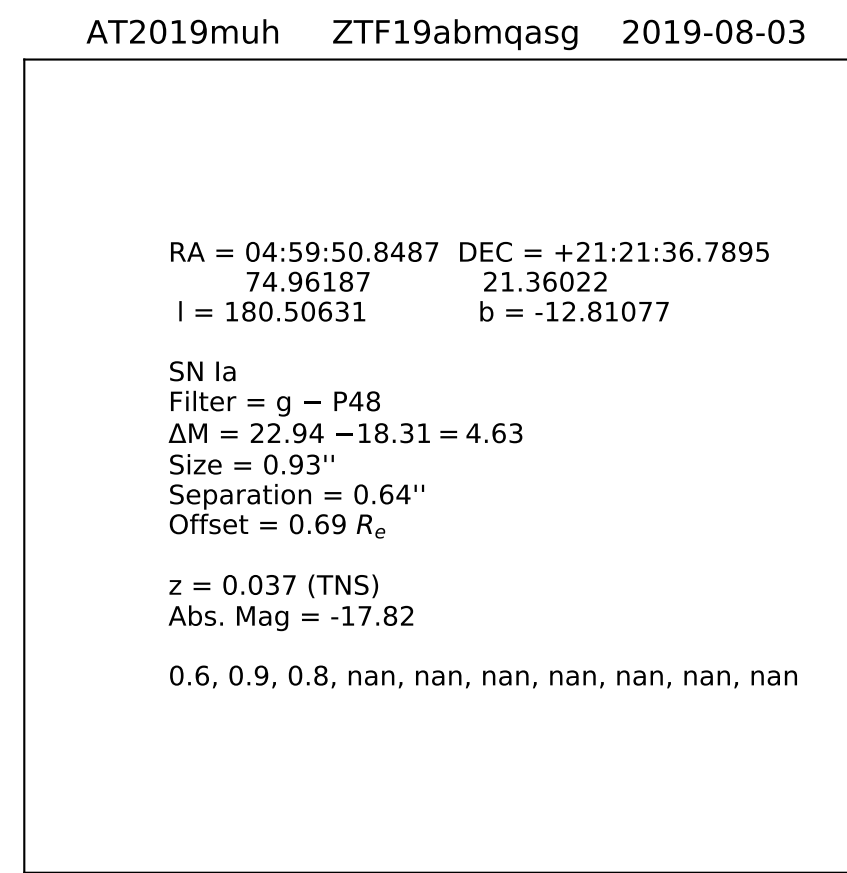 AT2019muh ZTF19abmqasg 2019-08-03
RA = 04:59:50.8487 DEC = +21:21:36.7895
74.96187 21.36022
l = 180.50631 b = -12.81077
SN Ia
Filter = g − P48
ΔM = 22.94 −18.31 = 4.63
Size = 0.93''
Separation = 0.64''
Offset = 0.69 Rₑ
z = 0.037 (TNS)
Abs. Mag = -17.82
0.6, 0.9, 0.8, nan, nan, nan, nan, nan, nan, nan